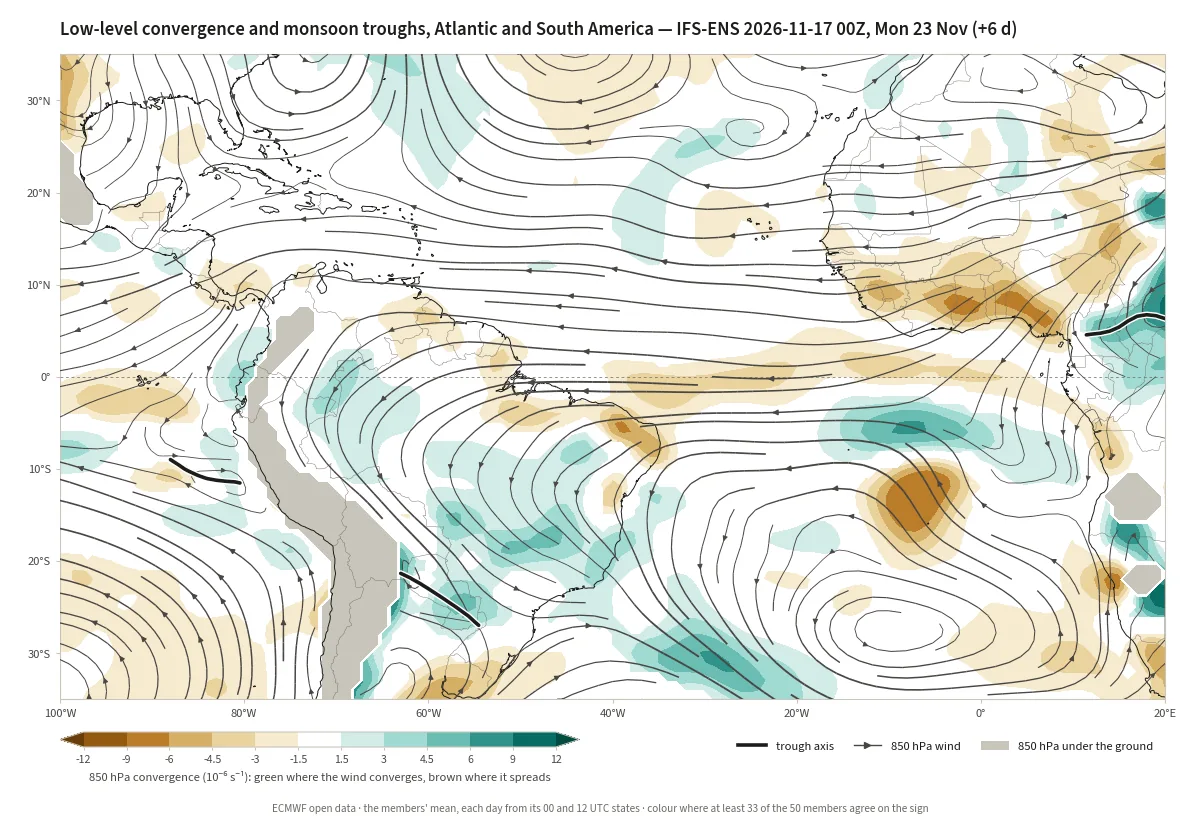 Low-level convergence and monsoon troughs, Atlantic and South America — IFS-ENS 2026-11-17 00Z, Mon 23 Nov (+6 d)
30°N
20°N
10°N
0°
10°S
20°S
30°S
100°W 80°W 60°W 40°W 20°W 0° 20°E
-12 -9 -6 -4.5 -3 -1.5 1.5 3 4.5 6 9 12
850 hPa convergence (10⁻⁶ s⁻¹): green where the wind converges, brown where it spreads
trough axis 850 hPa wind 850 hPa under the ground
ECMWF open data · the members' mean, each day from its 00 and 12 UTC states · colour where at least 33 of the 50 members agree on the sign